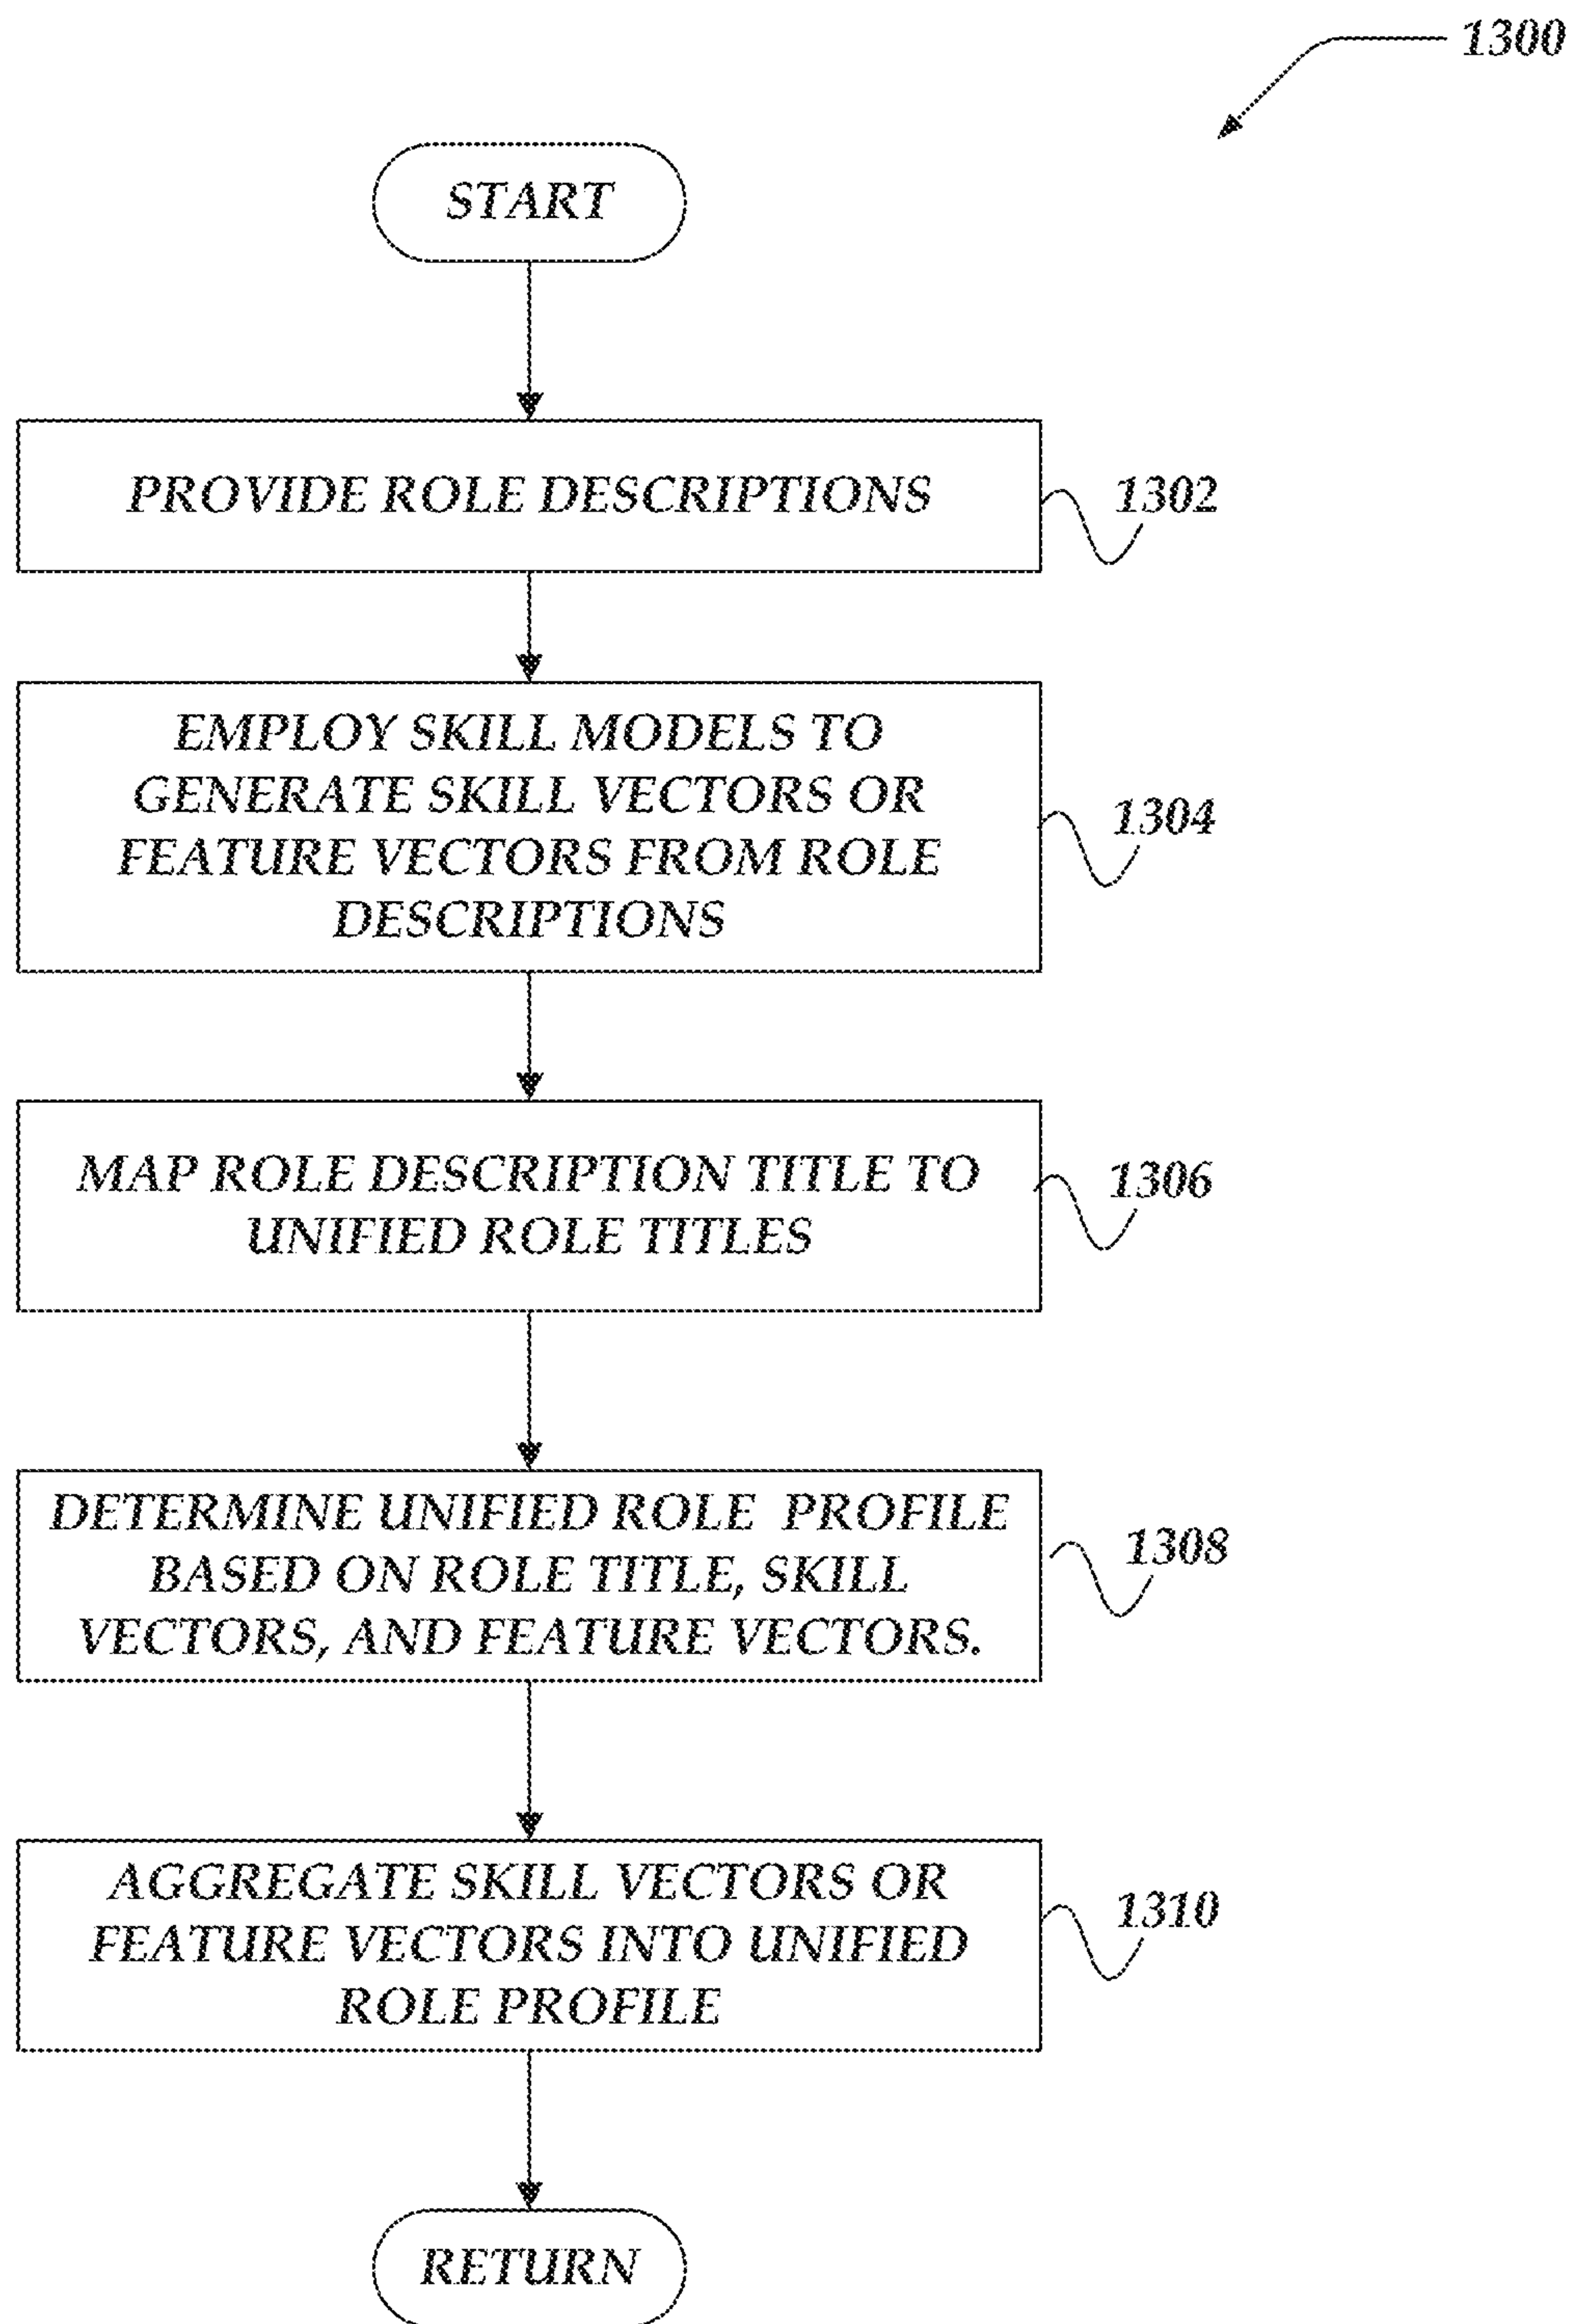 1300
START
PROVIDE ROLE DESCRIPTIONS
1302
EMPLOY SKILL MODELS TO
GENERATE SKILL VECTORS OR
FEATURE VECTORS FROM ROLE
DESCRIPTIONS
1304
MAP ROLE DESCRIPTION TITLE TO
UNIFIED ROLE TITLES
1306
DETERMINE UNIFIED ROLE PROFILE
BASED ON ROLE TITLE, SKILL
VECTORS, AND FEATURE VECTORS.
1308
AGGREGATE SKILL VECTORS OR
FEATURE VECTORS INTO UNIFIED
ROLE PROFILE
1310
RETURN